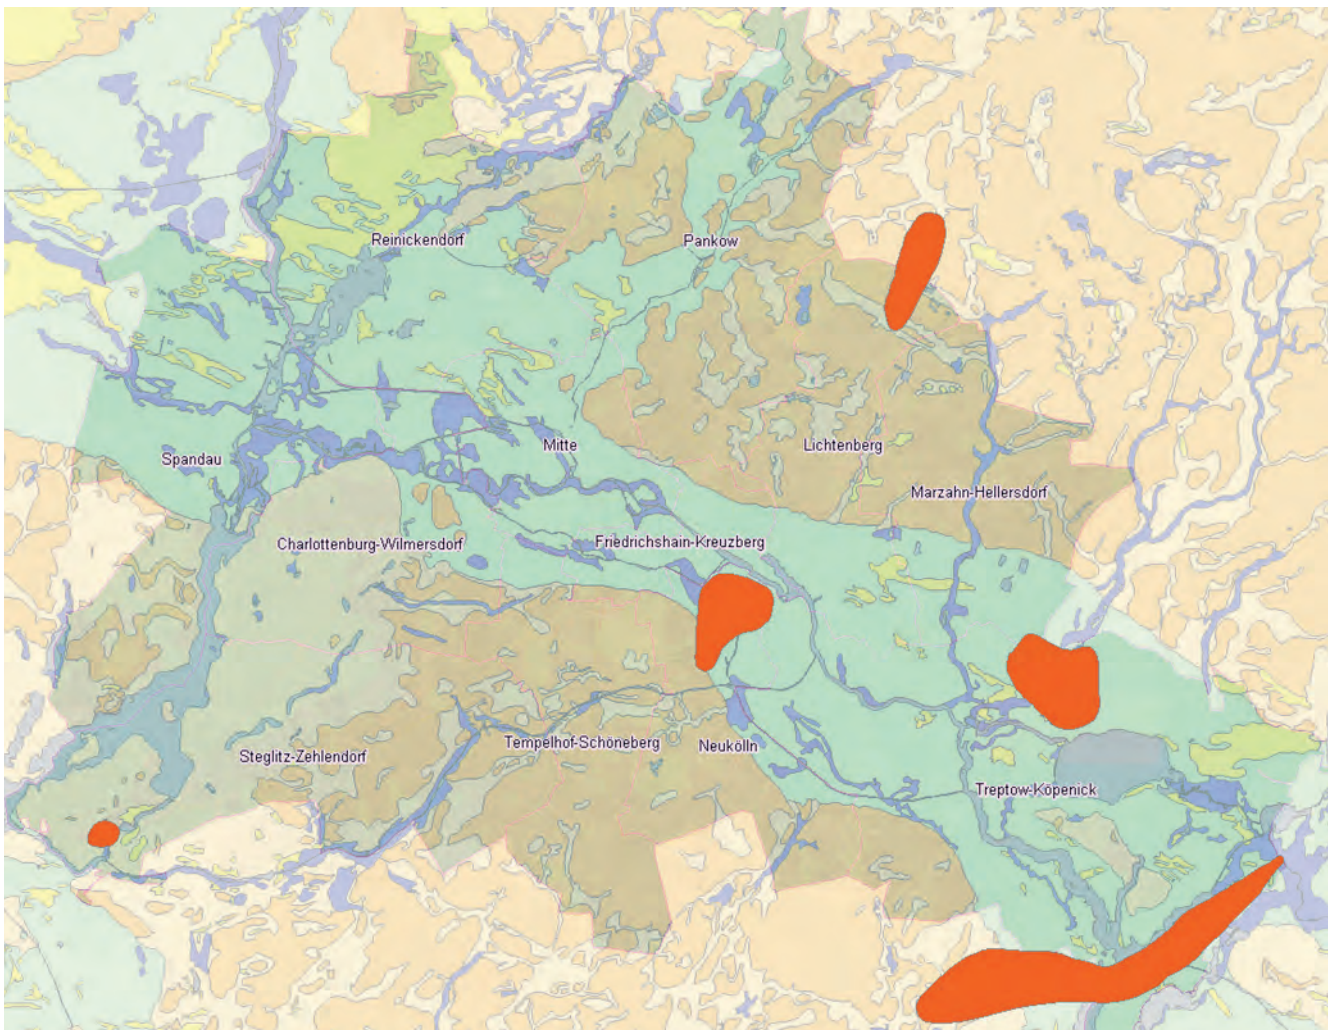 Reinickendorf
Pankow
Mitte
Lichtenberg
Spandau
Marzahn-Hellersdorf
Charlottenburg-Wilmersdorf
Friedrichshain-Kreuzberg
Steglitz-Zehlendorf
Tempelhof-Schöneberg
Neukölln
Treptow-Köpenick